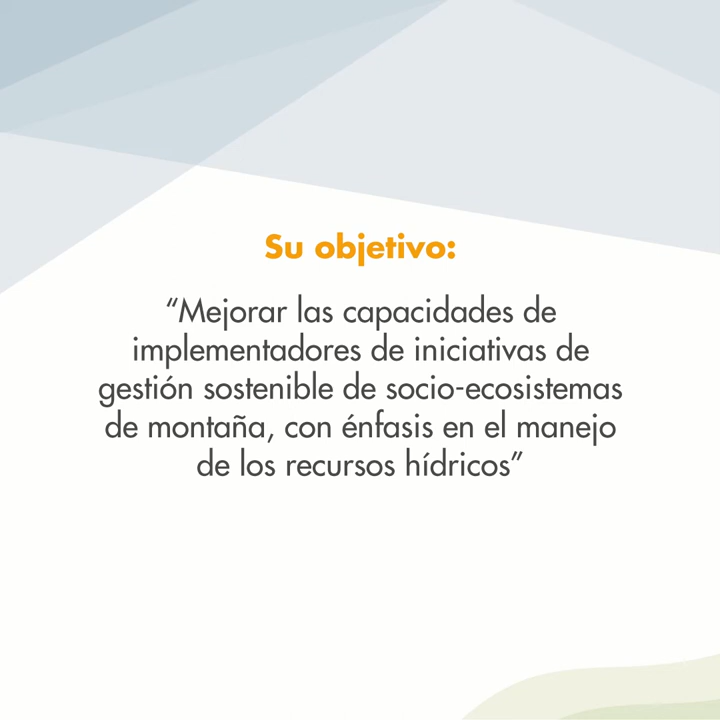 Su objetivo:
“Mejorar las capacidades de
implementadores de iniciativas de
gestión sostenible de socio-ecosistemas
de montaña, con énfasis en el manejo
de los recursos hídricos”